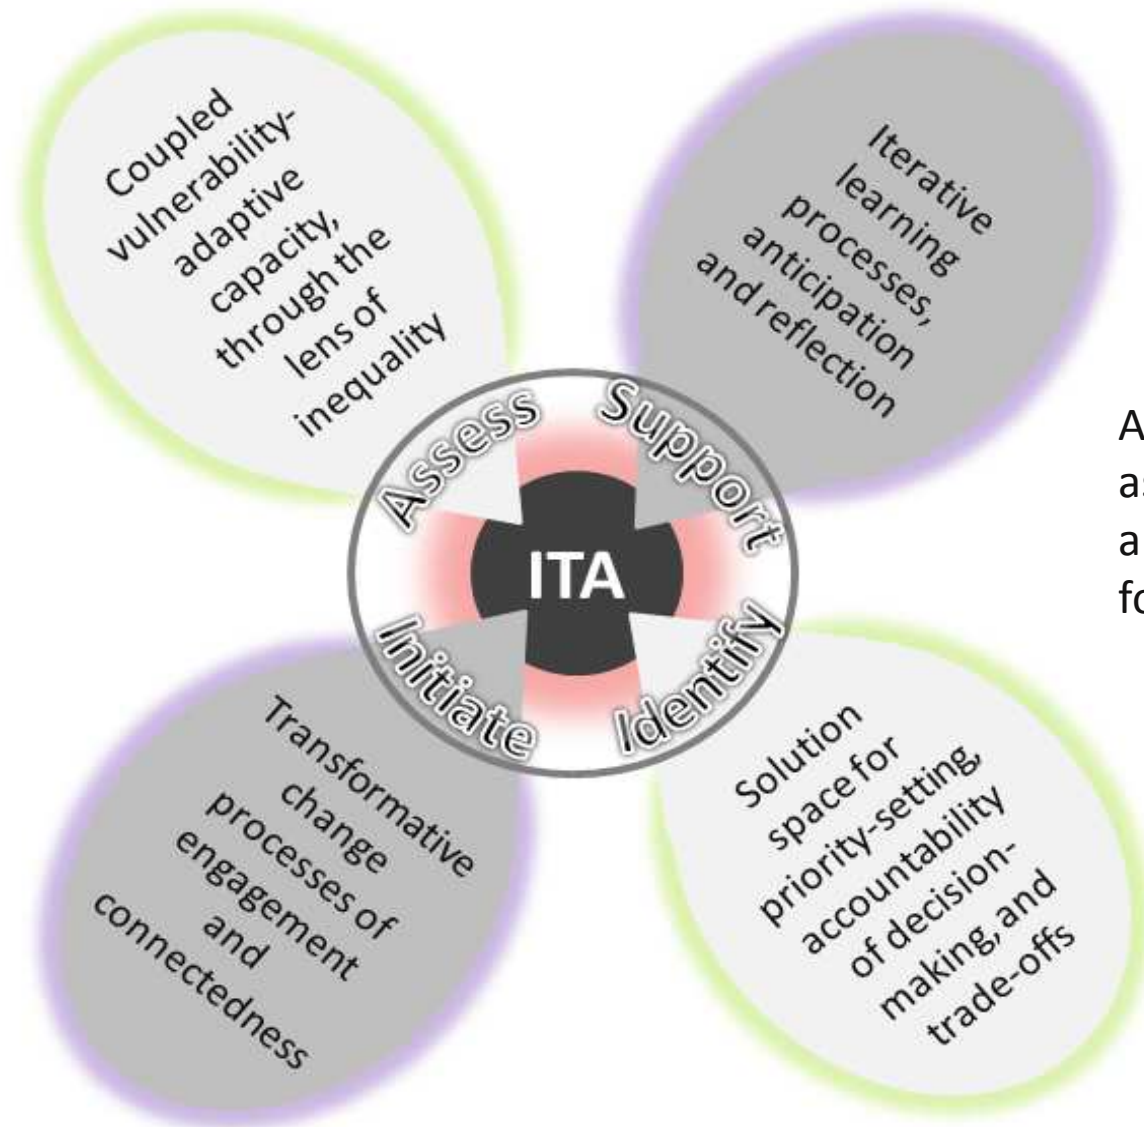 Coupled
vulnerability-
adaptive
capacity,
through the
lens of
inequality
Iterative
learning
processes,
anticipation
and reflection
Assess
Support
ITA
Initiate
Identify
Transformative
change
processes of
engagement
and
connectedness
Solution
space for
priority-setting,
accountability
of decision-
making, and
trade-offs